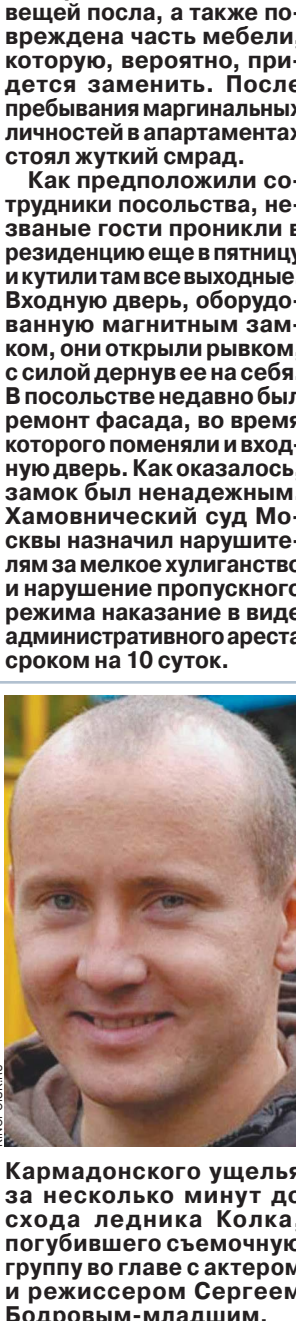 вещей посла, а также по-
вреждена часть мебели,
которую, вероятно, при-
дется заменить. После
пребывания маргинальных
личностей в апартаментах
стоял жуткий смрад.
Как предположили со-
трудники посольства, не-
званые гости проникли в
резиденцию еще в пятницу
и кутили там все выходные.
Входную дверь, оборудо-
ванную магнитным зам-
ком, они открыли рывком,
с силой дернув ее на себя.
В посольстве недавно был
ремонт фасада, во время
которого поменяли и вход-
ную дверь. Как оказалось,
замок был ненадежным.
Хамовнический суд Мо-
сквы назначил нарушите-
лям за мелкое хулиганство
и нарушение пропускного
режима наказание в виде
административного ареста
сроком на 10 суток.
Кармадонского ущелья
за несколько минут до
схода ледника Колка,
погубившего съемочную
группу во главе с актером
и режиссером Сергеем
Бодровым-младшим.